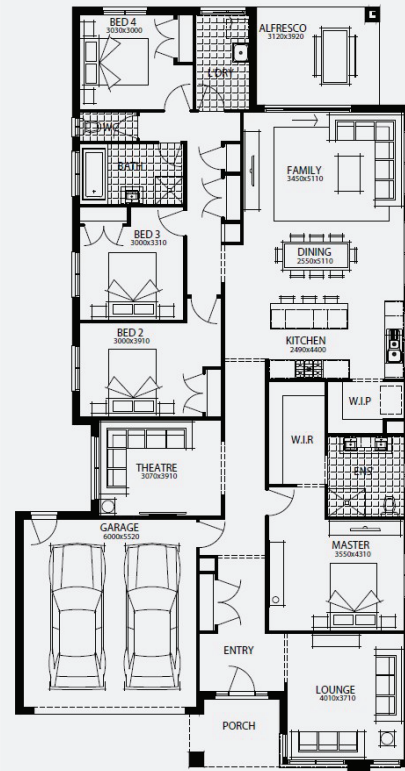 BED 4
3030x3000
L'DRY
ALFRESCO
3120x3920
WC
BATH
FAMILY
3450x5110
BED 3
3000x3310
DINING
2550x5110
BED 2
3000x3910
KITCHEN
2490x4400
W.I.P
W.I.R
THEATRE
3070x3910
ENS
GARAGE
6000x5520
MASTER
3550x4310
ENTRY
LOUNGE
4010x3710
PORCH